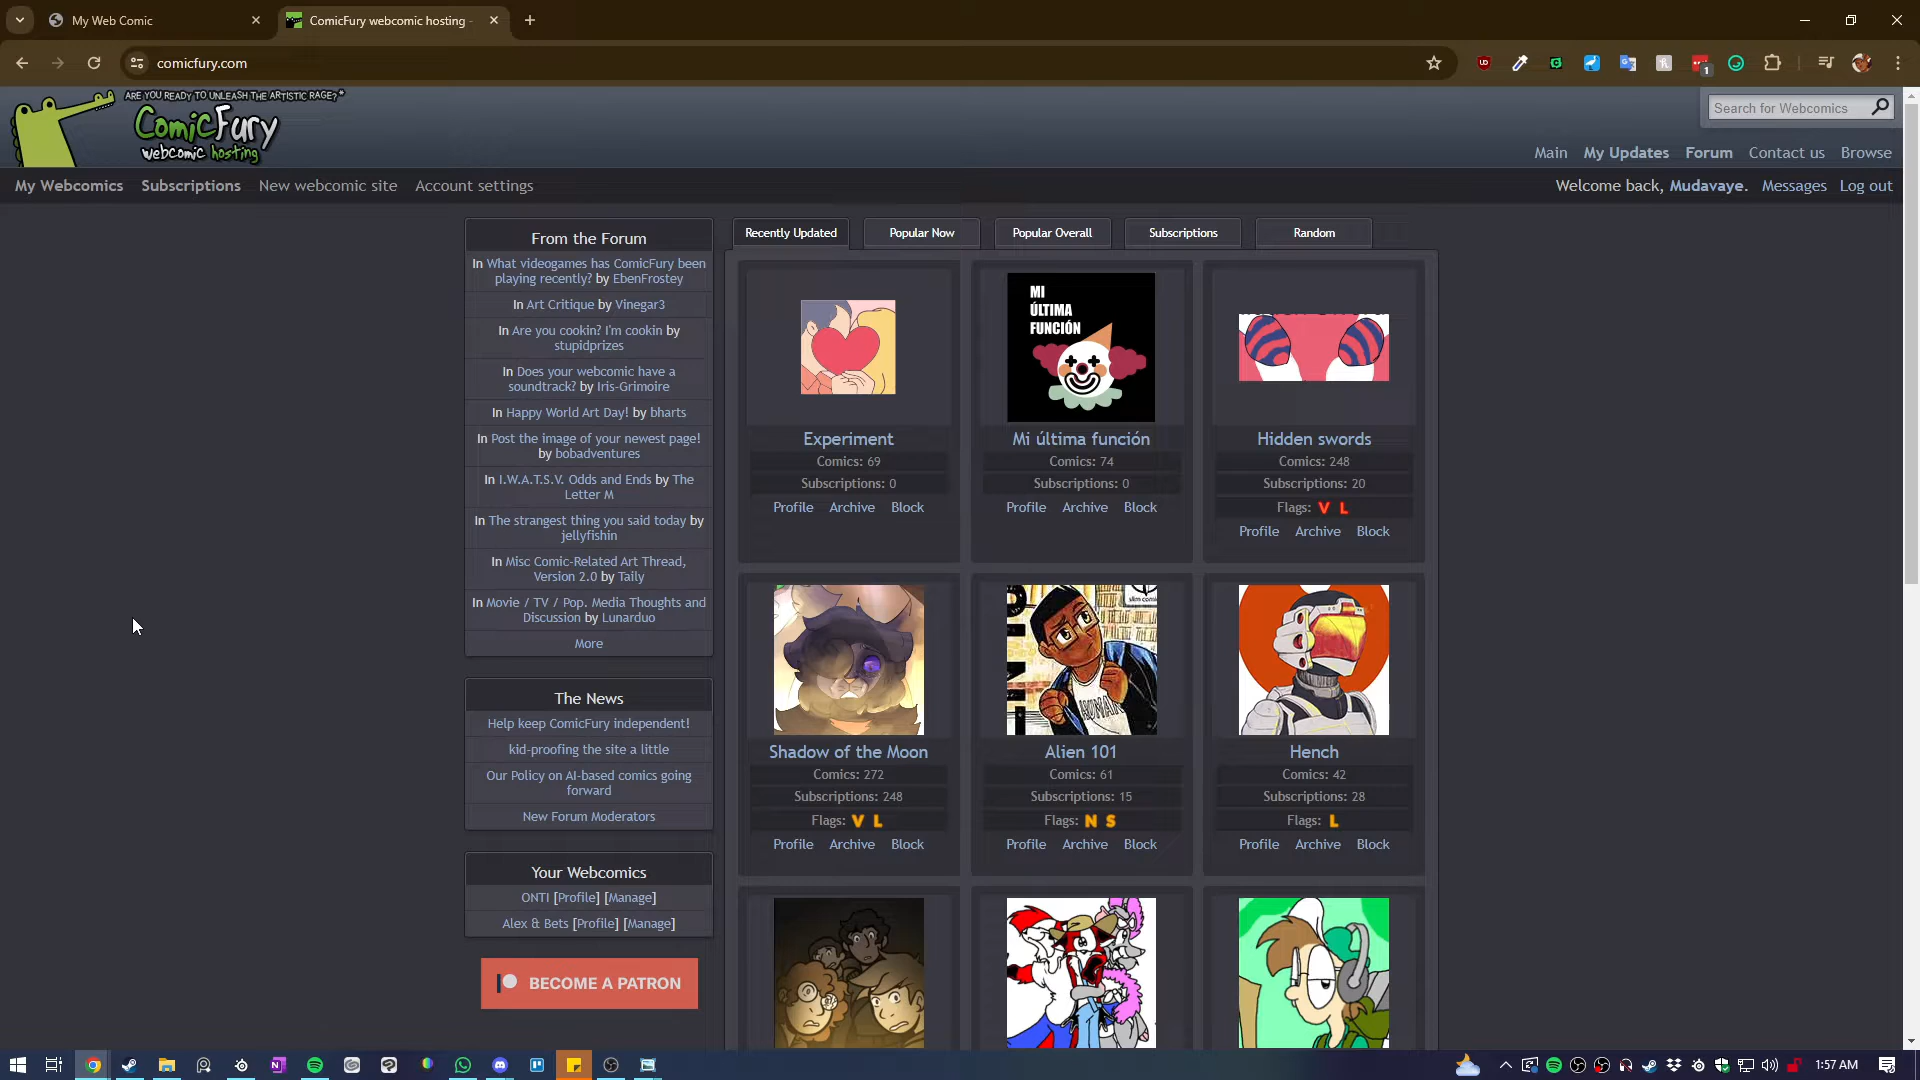 My Web Comic
ComicFury webcomic hosting -
comicfury.com
1
ARE YOU READY TO UNLEASH THE ARTISTIC RAGE?*
ComicFury
webcomic hosting
Search for Webcomics
Main My Updates Forum Contact us Browse
My Webcomics Subscriptions New webcomic site Account settings
Welcome back, Mudavaye. Messages Log out
From the Forum
In What videogames has ComicFury been
playing recently? by EbenFrostey
In Art Critique by Vinegar3
In Are you cookin? I'm cookin by
stupidprizes
In Does your webcomic have a
soundtrack? by Iris-Grimoire
In Happy World Art Day! by bharts
In Post the image of your newest page!
by bobadventures
In I.W.A.T.S.V. Odds and Ends by The
Letter M
In The strangest thing you said today by
jellyfishin
In Misc Comic-Related Art Thread,
Version 2.0 by Taily
In Movie / TV / Pop. Media Thoughts and
Discussion by Lunarduo
More
The News
Help keep ComicFury independent!
kid-proofing the site a little
Our Policy on AI-based comics going
forward
New Forum Moderators
Your Webcomics
ONTI [Profile] [Manage]
Alex & Bets [Profile] [Manage]
BECOME A PATRON
Recently Updated Popular Now Popular Overall Subscriptions Random
MI
ÚLTIMA
FUNCIÓN
Experiment
Comics: 69
Subscriptions: 0
Profile Archive Block
Mi última función
Comics: 74
Subscriptions: 0
Profile Archive Block
Hidden swords
Comics: 248
Subscriptions: 20
Flags: V L
Profile Archive Block
Shadow of the Moon
Comics: 272
Subscriptions: 248
Flags: V L
Profile Archive Block
slim comic
Alien 101
Comics: 61
Subscriptions: 15
Flags: N S
Profile Archive Block
Hench
Comics: 42
Subscriptions: 28
Flags: L
Profile Archive Block
1:57 AM